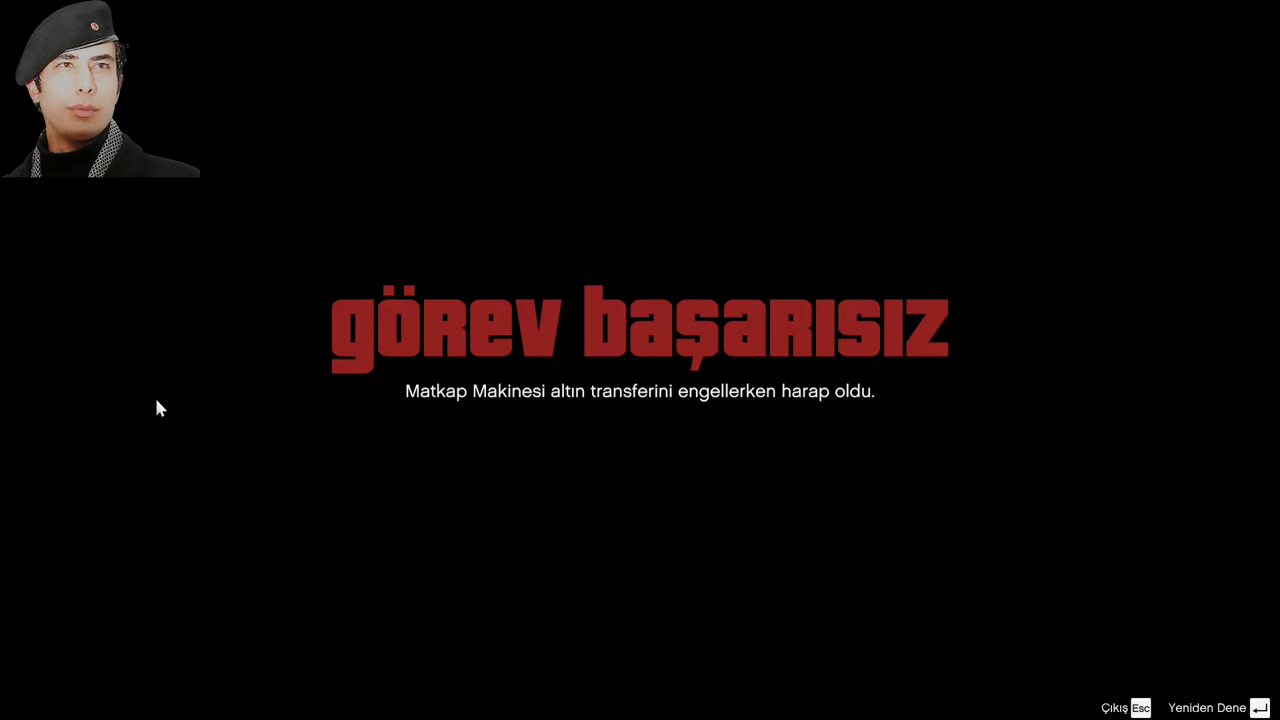 görev başarısız
Matkap Makinesi altın transferini engellerken harap oldu.
Çıkış Esc Yeniden Dene